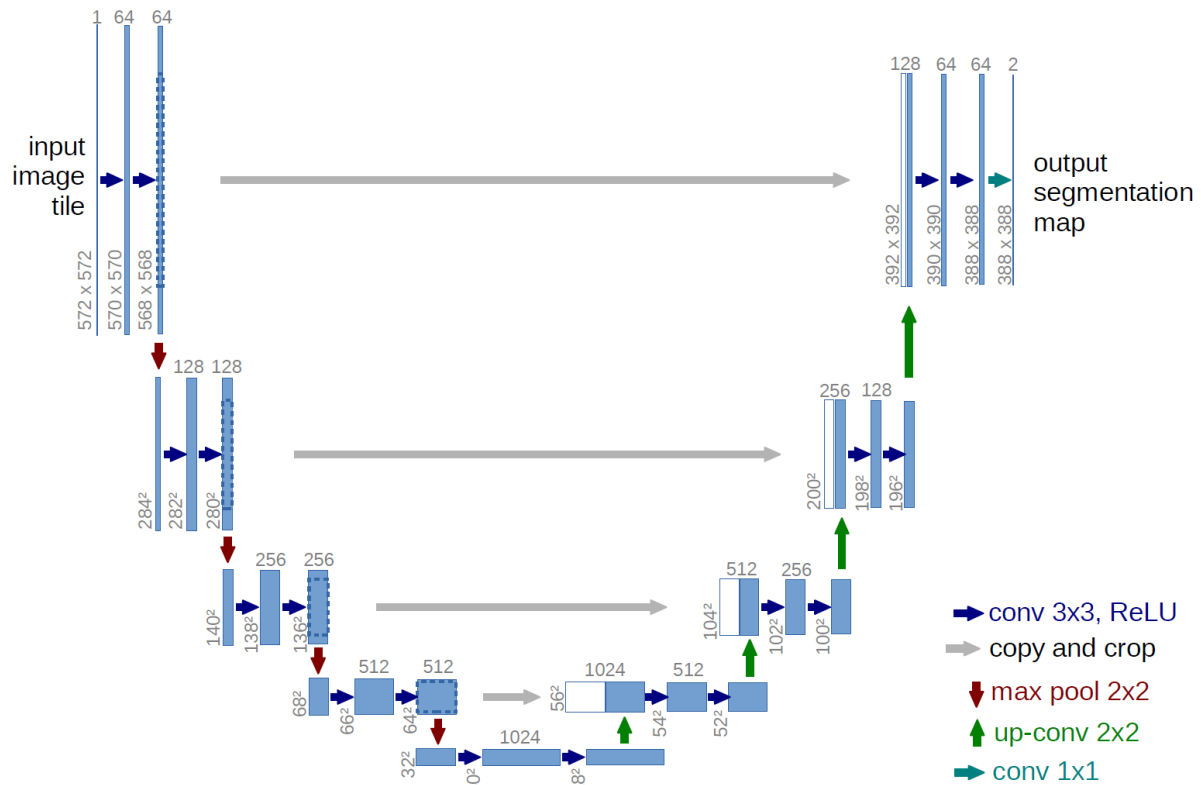 1 64 64
128 64 64 2
input
image
tile
output
segmentation
map
572 x 572
570 x 570
568 x 568
392 x 392
390 x 390
388 x 388
388 x 388
128 128
256 128
284²
282²
280²
200²
198²
196²
256 256
512 256
140²
138²
136²
104²
102²
100²
512 512
1024 512
68²
66²
64²
56²
54²
52²
1024
32²
0²
8²
conv 3x3, ReLU
copy and crop
max pool 2x2
up-conv 2x2
conv 1x1